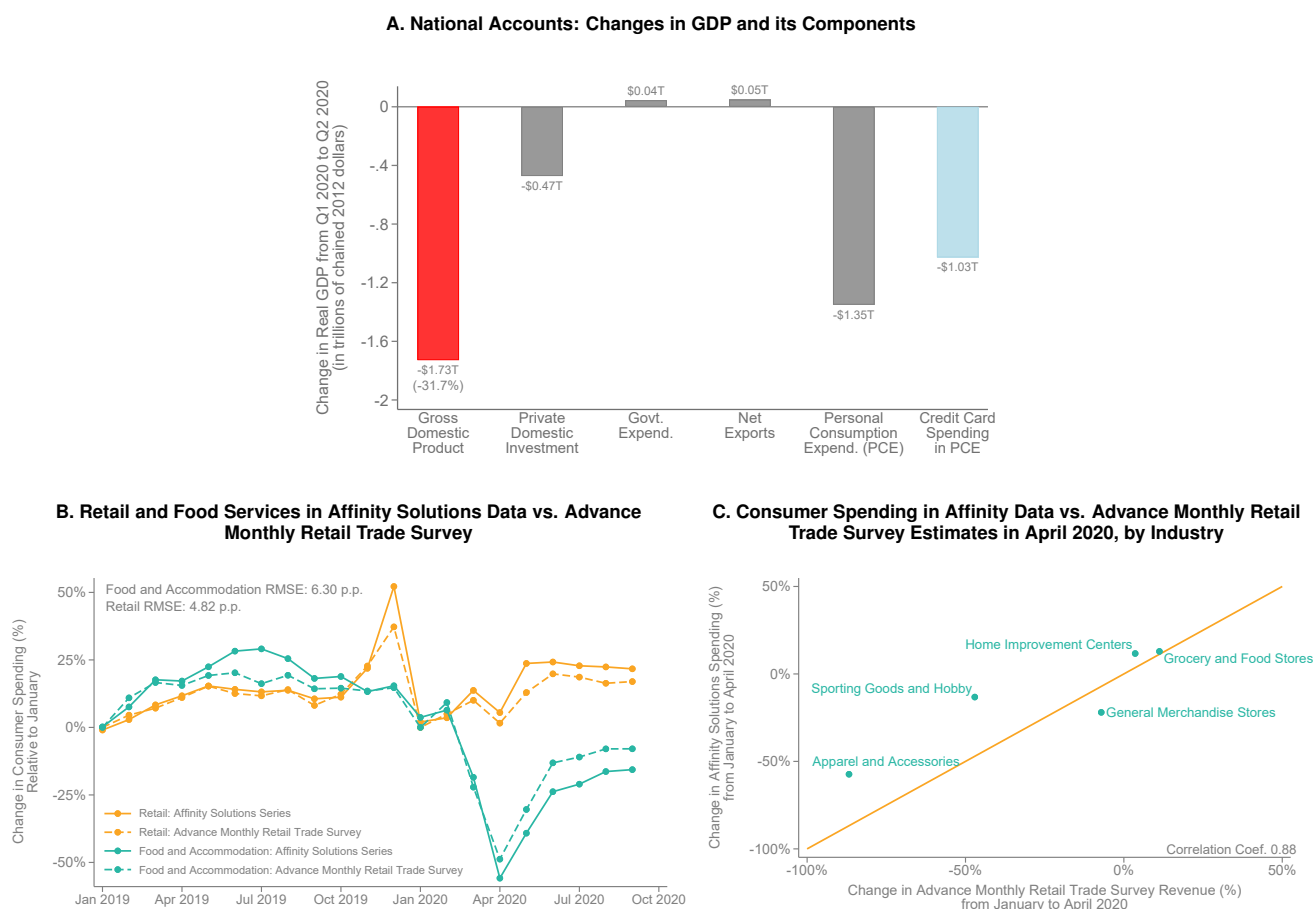 A. National Accounts: Changes in GDP and its Components
Change in Real GDP from Q1 2020 to Q2 2020
(in trillions of chained 2012 dollars)
0
-.4
-.8
-1.2
-1.6
-2
-$1.73T
(-31.7%)
-$0.47T
$0.04T
$0.05T
-$1.35T
-$1.03T
Gross
Domestic
Product
Private
Domestic
Investment
Govt.
Expend.
Net
Exports
Personal
Consumption
Expend. (PCE)
Credit Card
Spending
in PCE
B. Retail and Food Services in Affinity Solutions Data vs. Advance
Monthly Retail Trade Survey
Change in Consumer Spending (%)
Relative to January
50%
25%
0%
-25%
-50%
Food and Accommodation RMSE: 6.30 p.p.
Retail RMSE: 4.82 p.p.
Retail: Affinity Solutions Series
Retail: Advance Monthly Retail Trade Survey
Food and Accommodation: Affinity Solutions Series
Food and Accommodation: Advance Monthly Retail Trade Survey
Jan 2019
Apr 2019
Jul 2019
Oct 2019
Jan 2020
Apr 2020
Jul 2020
Oct 2020
C. Consumer Spending in Affinity Data vs. Advance Monthly Retail
Trade Survey Estimates in April 2020, by Industry
Change in Affinity Solutions Spending (%)
from January to April 2020
50%
0%
-50%
-100%
Home Improvement Centers
Grocery and Food Stores
Sporting Goods and Hobby
General Merchandise Stores
Apparel and Accessories
Correlation Coef. 0.88
-100%
-50%
0%
50%
Change in Advance Monthly Retail Trade Survey Revenue (%)
from January to April 2020